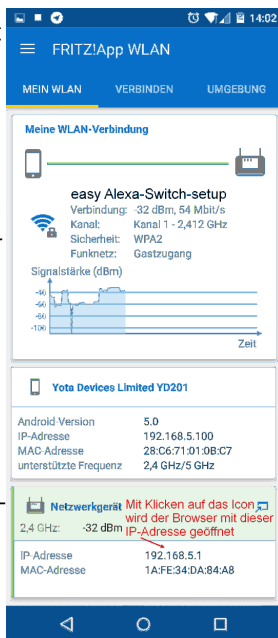 14:02
FRITZ!App WLAN
MEIN WLAN VERBINDEN UMGEBUNG
Meine WLAN-Verbindung
easy Alexa-Switch-setup
Verbindung: -32 dBm, 54 Mbit/s
Kanal: Kanal 1 - 2,412 GHz
Sicherheit: WPA2
Funknetz: Gastzugang
Signalstärke (dBm)
-40
-60
-80
-100
Zeit
Yota Devices Limited YD201
Android-Version 5.0
IP-Adresse 192.168.5.100
MAC-Adresse 28:C6:71:01:0B:C7
unterstützte Frequenz 2,4 GHz/5 GHz
Netzwerkgerät
2,4 GHz: -32 dBm
Mit Klicken auf das Icon
wird der Browser mit dieser
IP-Adresse geöffnet
IP-Adresse 192.168.5.1
MAC-Adresse 1A:FE:34:DA:84:A8